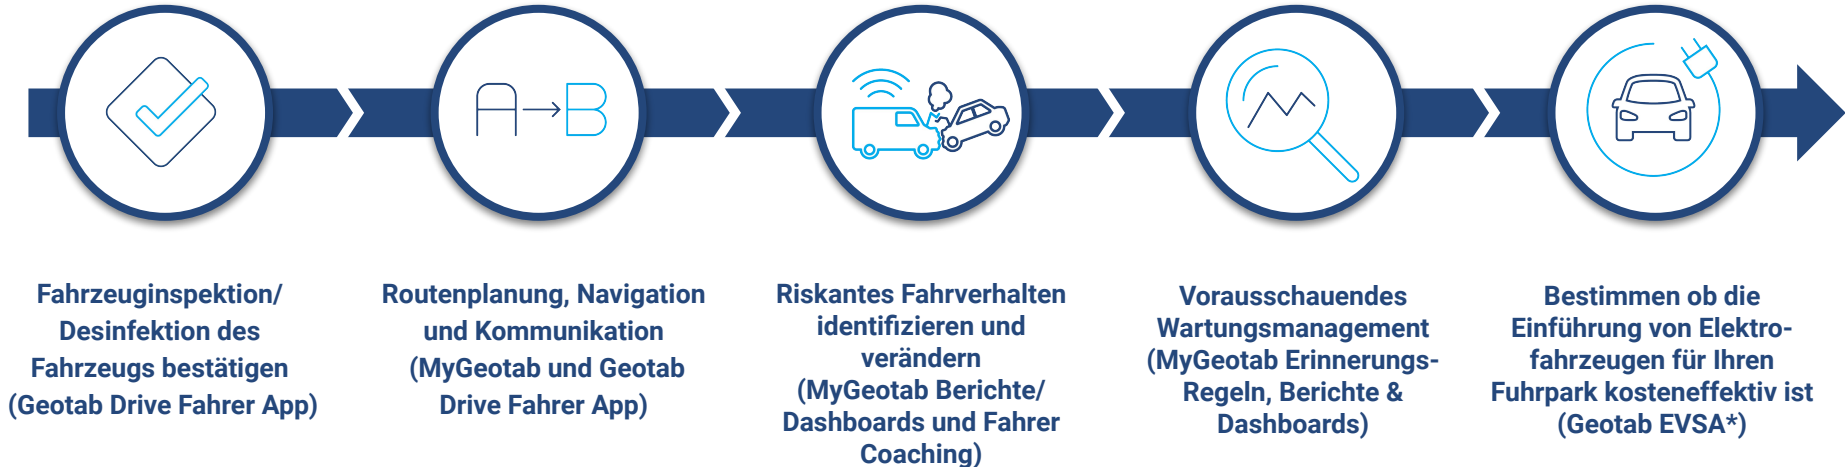 A B
Fahrzeuginspektion/
Desinfektion des
Fahrzeugs bestätigen
(Geotab Drive Fahrer App)
Routenplanung, Navigation
und Kommunikation
(MyGeotab und Geotab
Drive Fahrer App)
Riskantes Fahrverhalten
identifizieren und
verändern
(MyGeotab Berichte/
Dashboards und Fahrer
Coaching)
Vorausschauendes
Wartungsmanagement
(MyGeotab Erinnerungs-
Regeln, Berichte &
Dashboards)
Bestimmen ob die
Einführung von Elektro-
fahrzeugen für Ihren
Fuhrpark kosteneffektiv ist
(Geotab EVSA*)